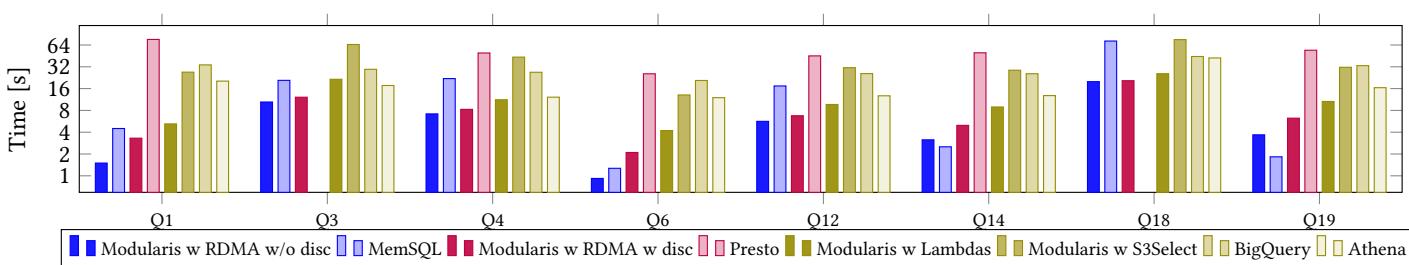 Time [s]
64
32
16
8
4
2
1
Q1 Q3 Q4 Q6 Q12 Q14 Q18 Q19
Modularis w RDMA w/o disc MemSQL Modularis w RDMA w disc Presto Modularis w Lambdas Modularis w S3Select BigQuery Athena